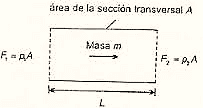 área de la sección transversal A
Masa m
F₁ = p₁A
F₂ = p₂A
L